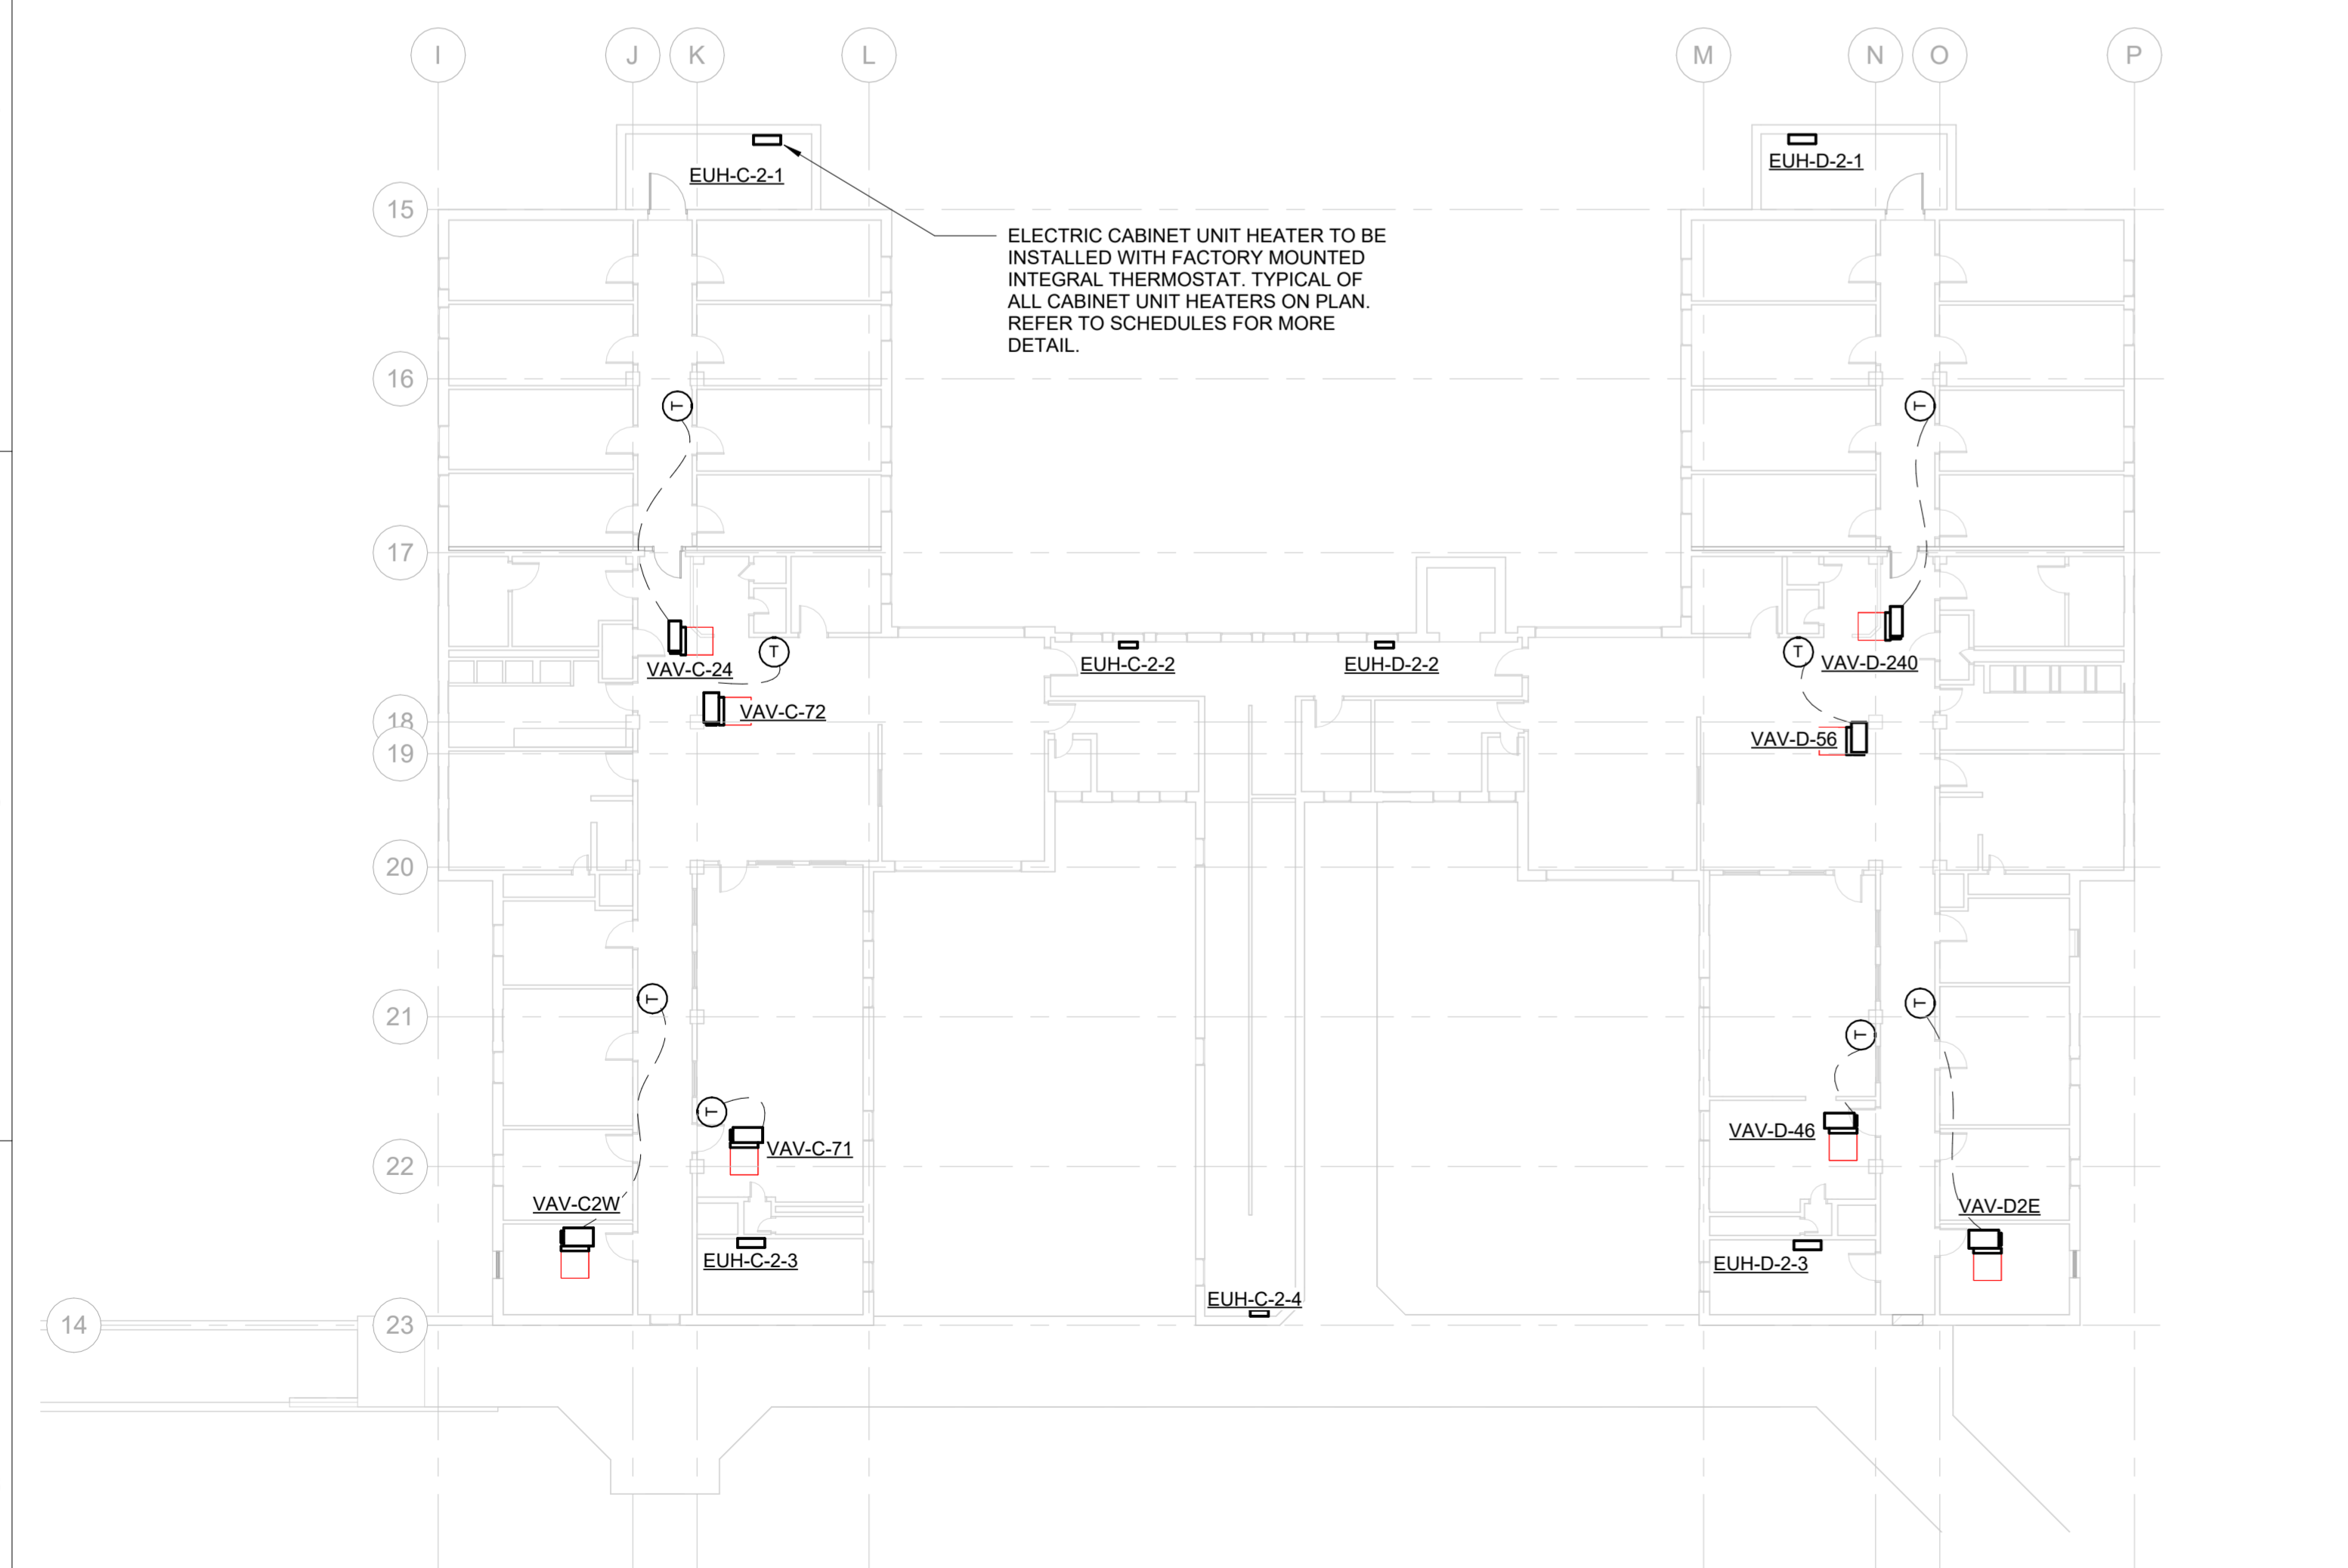 I
J
K
L
M
N
O
P
EUH-C-2-1
EUH-D-2-1
15
ELECTRIC CABINET UNIT HEATER TO BE
INSTALLED WITH FACTORY MOUNTED
INTEGRAL THERMOSTAT. TYPICAL OF
ALL CABINET UNIT HEATERS ON PLAN.
REFER TO SCHEDULES FOR MORE
DETAIL.
16
T
T
17
T
T
EUH-C-2-2
EUH-D-2-2
VAV-D-240
VAV-C-24
VAV-C-72
18
VAV-D-56
19
20
T
T
21
T
T
VAV-D-46
VAV-C-71
22
VAV-C2W
VAV-D2E
EUH-C-2-3
EUH-D-2-3
EUH-C-2-4
14
23